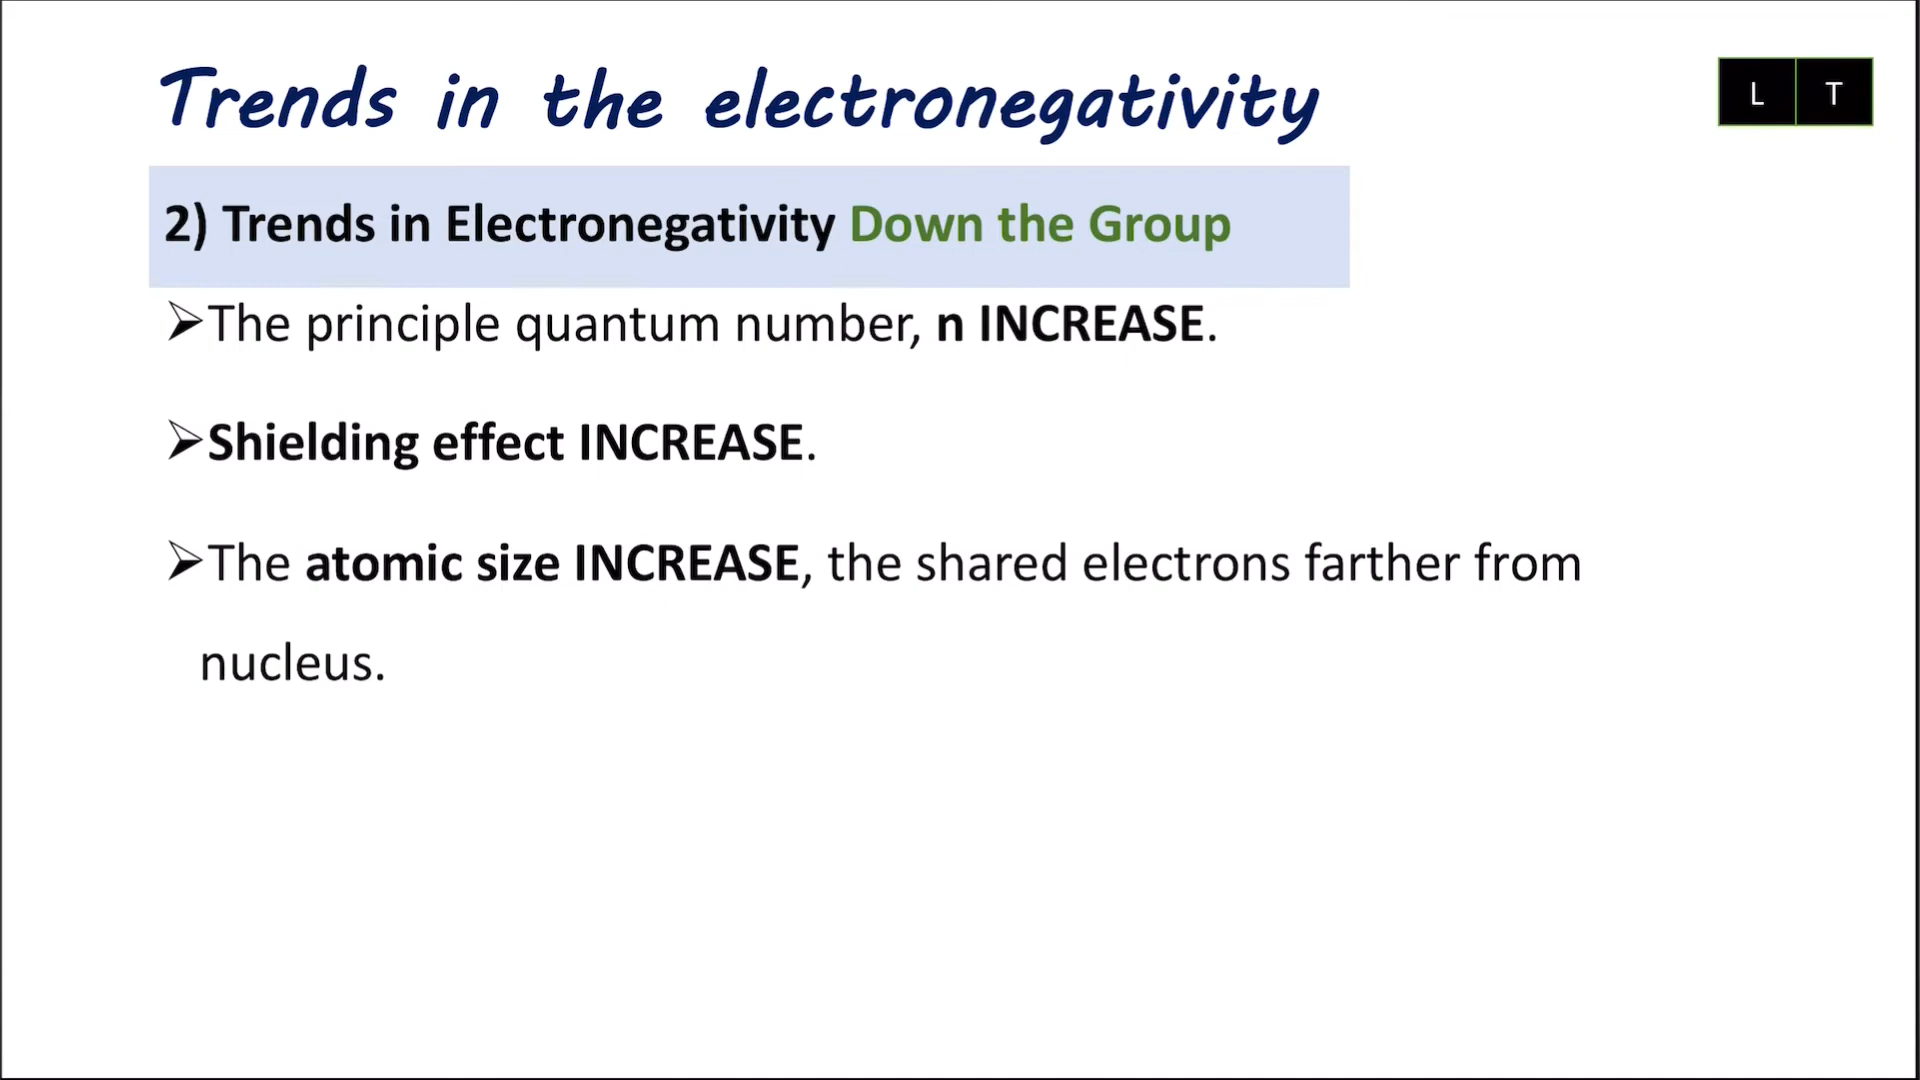 Trends in the electronegativity
L T
2) Trends in Electronegativity Down the Group
➢The principle quantum number, n INCREASE.
➢Shielding effect INCREASE.
➢The atomic size INCREASE, the shared electrons farther from
nucleus.